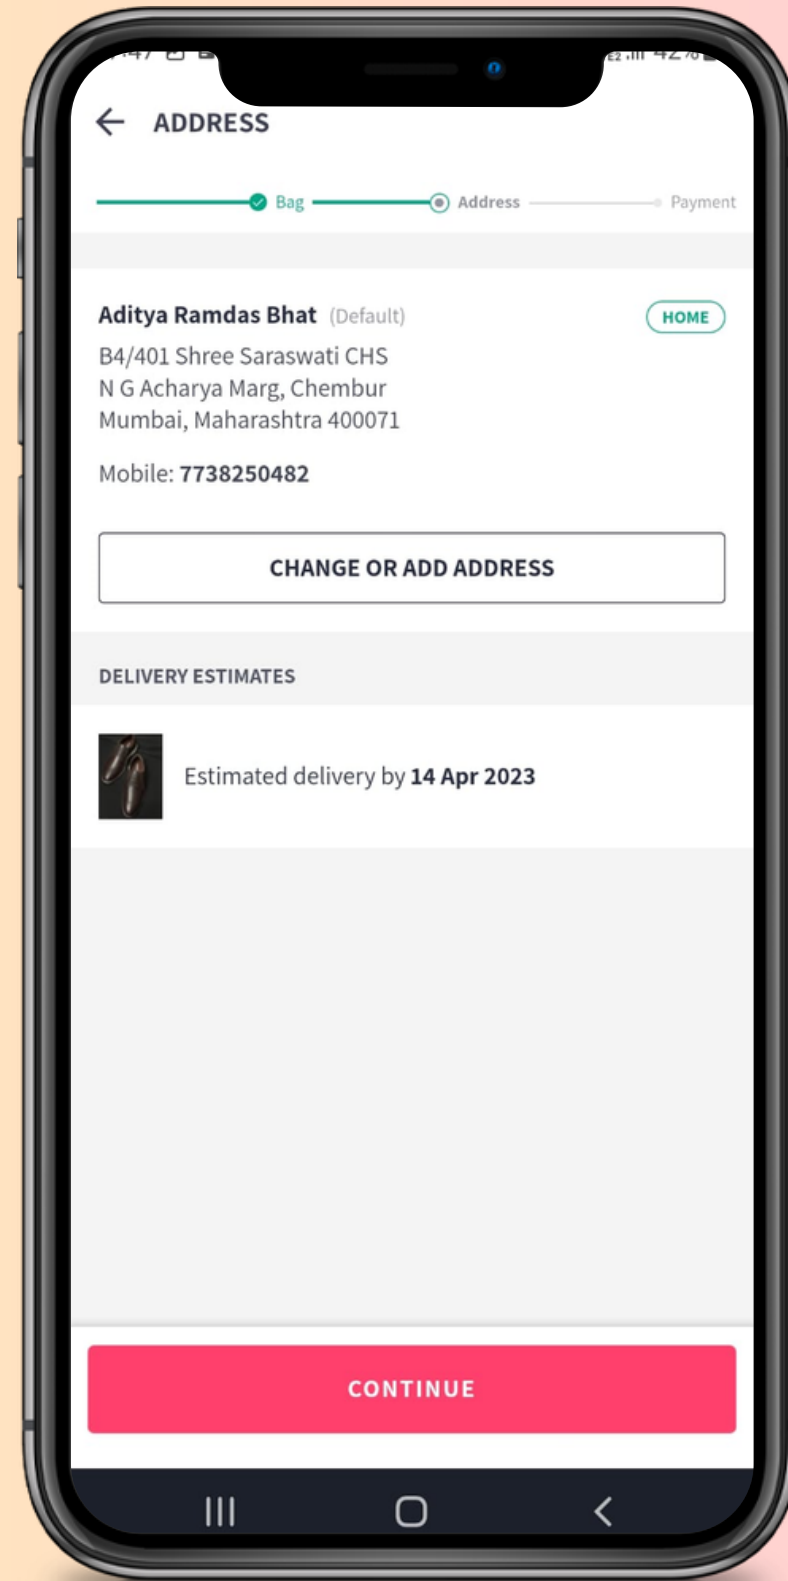 ADDRESS
Bag Address Payment
Aditya Ramdas Bhat (Default) HOME
B4/401 Shree Saraswati CHS
N G Acharya Marg, Chembur
Mumbai, Maharashtra 400071
Mobile: 7738250482
CHANGE OR ADD ADDRESS
DELIVERY ESTIMATES
Estimated delivery by 14 Apr 2023
CONTINUE